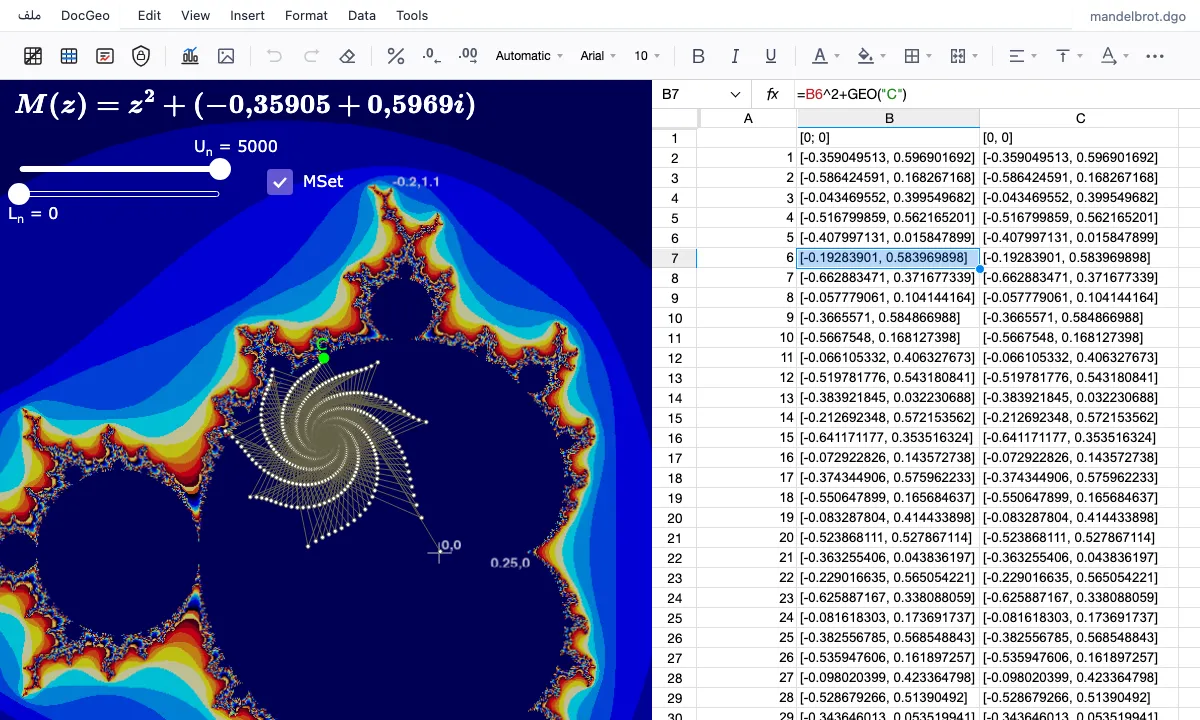 ملف DocGeo Edit View Insert Format Data Tools mandelbrot.dgo
% .0 .00 Automatic Arial 10 B I U A A
M(z) = z² + (−0,35905 + 0,5969i)
Uₙ = 5000
MSet
Lₙ = 0
-0.2,1.1
C
0,0
0.25,0
B7 fx =B6^2+GEO("C")
A B C
1 [0; 0] [0, 0]
2 1 [-0.359049513, 0.596901692] [-0.359049513, 0.596901692]
3 2 [-0.586424591, 0.168267168] [-0.586424591, 0.168267168]
4 3 [-0.043469552, 0.399549682] [-0.043469552, 0.399549682]
5 4 [-0.516799859, 0.562165201] [-0.516799859, 0.562165201]
6 5 [-0.407997131, 0.015847899] [-0.407997131, 0.015847899]
7 6 [-0.19283901, 0.583969898] [-0.19283901, 0.583969898]
8 7 [-0.662883471, 0.371677339] [-0.662883471, 0.371677339]
9 8 [-0.057779061, 0.104144164] [-0.057779061, 0.104144164]
10 9 [-0.3665571, 0.584866988] [-0.3665571, 0.584866988]
11 10 [-0.5667548, 0.168127398] [-0.5667548, 0.168127398]
12 11 [-0.066105332, 0.406327673] [-0.066105332, 0.406327673]
13 12 [-0.519781776, 0.543180841] [-0.519781776, 0.543180841]
14 13 [-0.383921845, 0.032230688] [-0.383921845, 0.032230688]
15 14 [-0.212692348, 0.572153562] [-0.212692348, 0.572153562]
16 15 [-0.641171177, 0.353516324] [-0.641171177, 0.353516324]
17 16 [-0.072922826, 0.143572738] [-0.072922826, 0.143572738]
18 17 [-0.374344906, 0.575962233] [-0.374344906, 0.575962233]
19 18 [-0.550647899, 0.165684637] [-0.550647899, 0.165684637]
20 19 [-0.083287804, 0.414433898] [-0.083287804, 0.414433898]
21 20 [-0.523868111, 0.527867114] [-0.523868111, 0.527867114]
22 21 [-0.363255406, 0.043836197] [-0.363255406, 0.043836197]
23 22 [-0.229016635, 0.565054221] [-0.229016635, 0.565054221]
24 23 [-0.625887167, 0.338088059] [-0.625887167, 0.338088059]
25 24 [-0.081618303, 0.173691737] [-0.081618303, 0.173691737]
26 25 [-0.382556785, 0.568548843] [-0.382556785, 0.568548843]
27 26 [-0.535947606, 0.161897257] [-0.535947606, 0.161897257]
28 27 [-0.098020399, 0.423364798] [-0.098020399, 0.423364798]
29 28 [-0.528679266, 0.51390492] [-0.528679266, 0.51390492]
30 29 [-0.343646013, 0.053519941] [-0.343646013, 0.053519941]